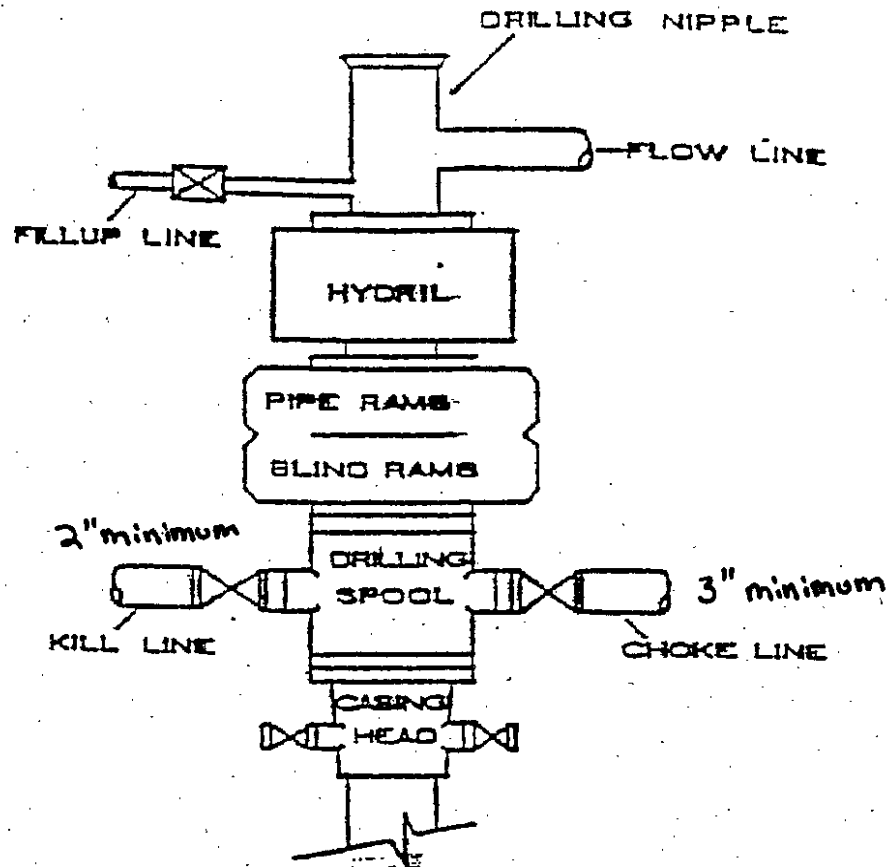 DRILLING NIPPLE
FLOW LINE
FILLUP LINE
HYDRIL
PIPE RAMS
BLIND RAMS
2" minimum
DRILLING
SPOOL
3" minimum
KILL LINE
CHOKE LINE
CASING
HEAD